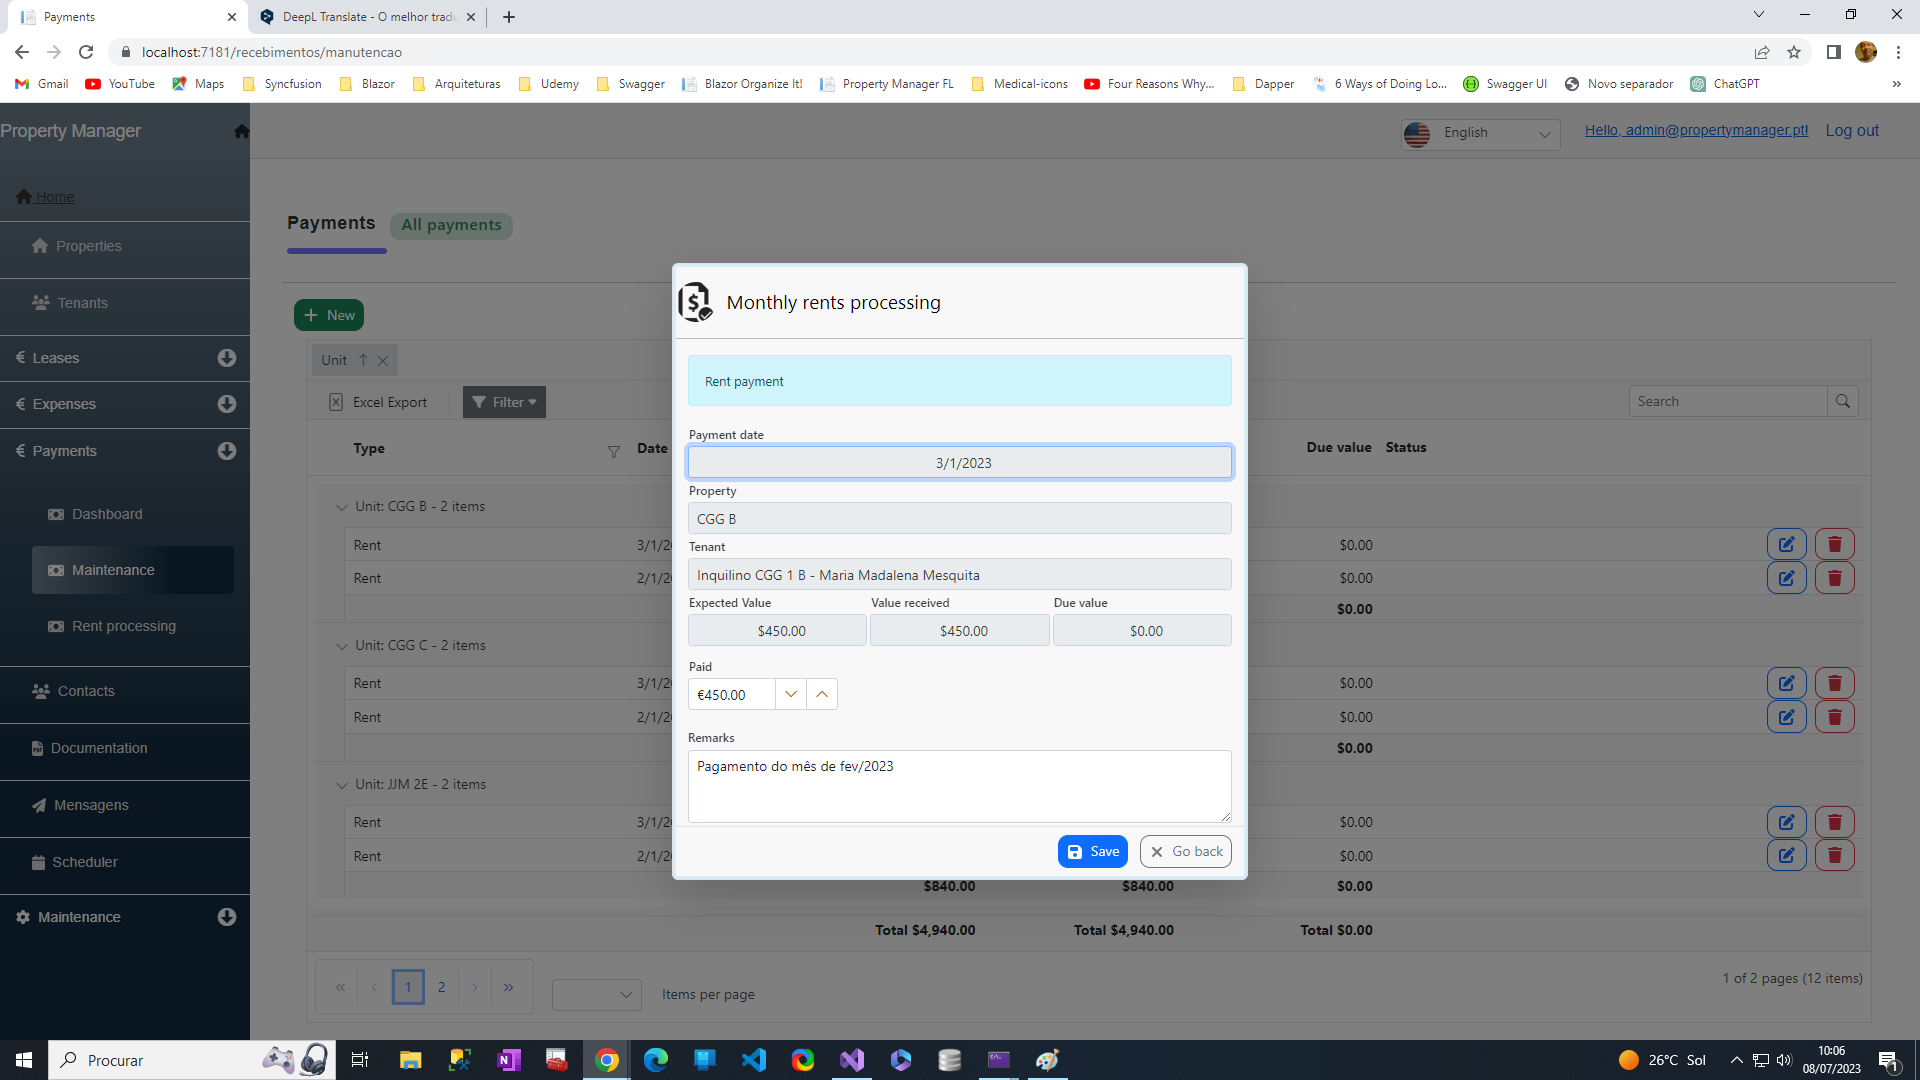 Payments
DeepL Translate - O melhor tradu
localhost:7181/recebimentos/manutencao
Gmail
YouTube
Maps
Syncfusion
Blazor
Arquiteturas
Udemy
Swagger
Blazor Organize It!
Property Manager FL
Medical-icons
Four Reasons Why...
Dapper
6 Ways of Doing Lo...
Swagger UI
Novo separador
ChatGPT
»
Property Manager
English
Hello, admin@propertymanager.pt!
Log out
Home
Properties
Tenants
€ Leases
€ Expenses
€ Payments
Dashboard
Maintenance
Rent processing
Contacts
Documentation
Mensagens
Scheduler
Maintenance
Payments
All payments
+ New
Unit
Excel Export
Filter
Search
Type
Date
Due value
Status
Unit: CGG B - 2 items
Rent
3/1/20
$0.00
Rent
2/1/20
$0.00
$0.00
Unit: CGG C - 2 items
Rent
3/1/20
$0.00
Rent
2/1/20
$0.00
$0.00
Unit: JJM 2E - 2 items
Rent
3/1/20
$0.00
Rent
2/1/20
$0.00
$840.00
$840.00
$0.00
Total $4,940.00
Total $4,940.00
Total $0.00
1
2
Items per page
1 of 2 pages (12 items)
Monthly rents processing
Rent payment
Payment date
3/1/2023
Property
CGG B
Tenant
Inquilino CGG 1 B - Maria Madalena Mesquita
Expected Value
Value received
Due value
$450.00
$450.00
$0.00
Paid
€450.00
Remarks
Pagamento do mês de fev/2023
Save
Go back
Procurar
26°C Sol
10:06
08/07/2023
1